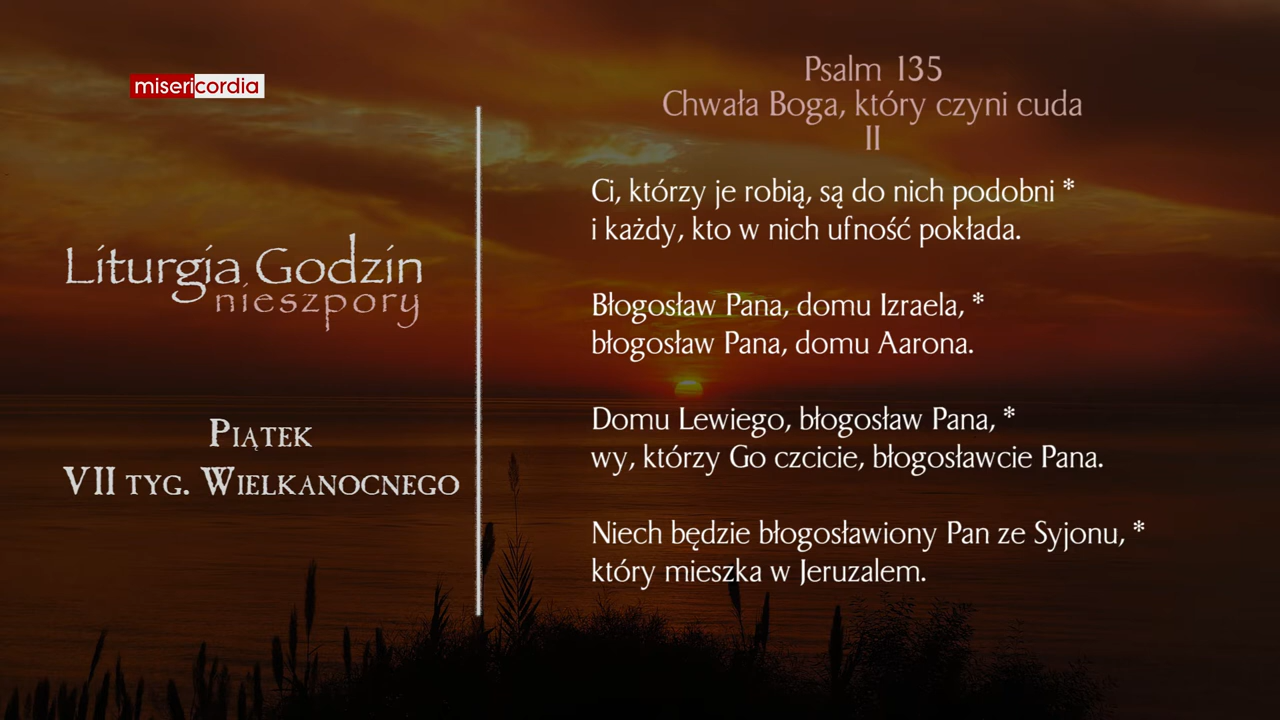 misericordia
Liturgia Godzin
nieszpory
Piątek
VII tyg. Wielkanocnego
Psalm 135
Chwała Boga, który czyni cuda
II
Ci, którzy je robią, są do nich podobni *
i każdy, kto w nich ufność pokłada.
Błogosław Pana, domu Izraela, *
błogosław Pana, domu Aarona.
Domu Lewiego, błogosław Pana, *
wy, którzy Go czcicie, błogosławcie Pana.
Niech będzie błogosławiony Pan ze Syjonu, *
który mieszka w Jeruzalem.